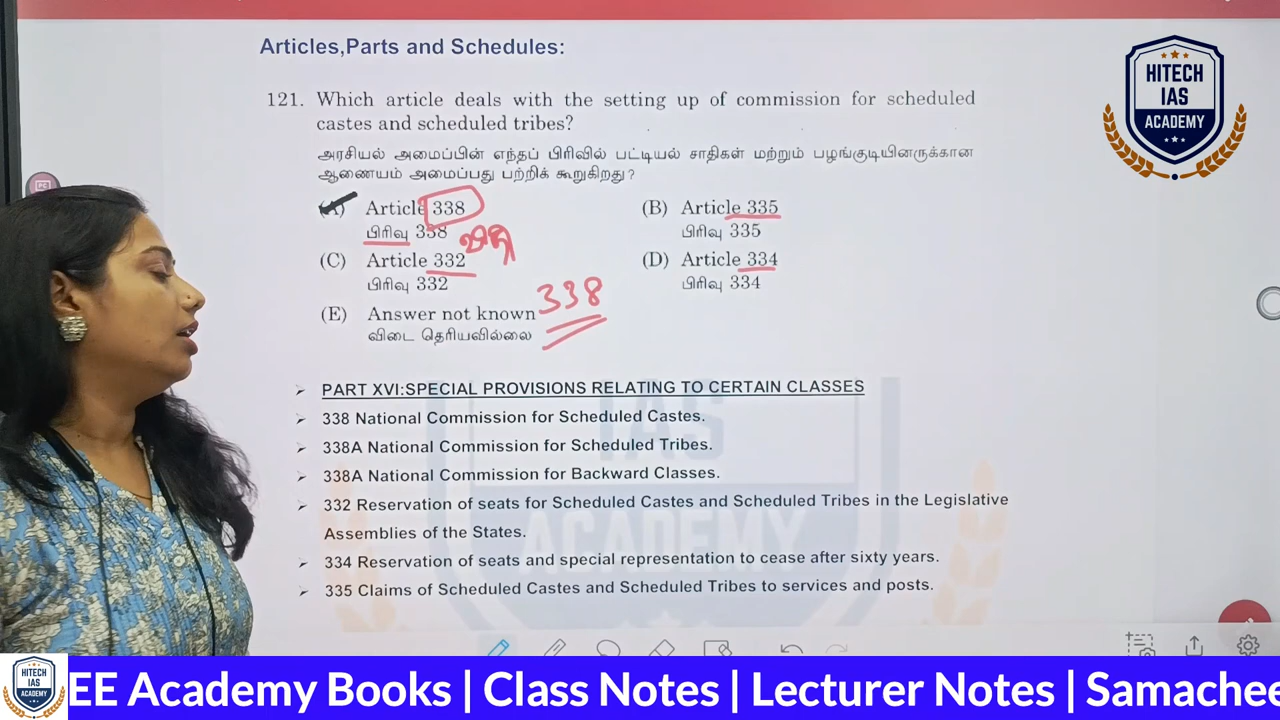 Articles,Parts and Schedules:
HITECH
IAS
ACADEMY
121. Which article deals with the setting up of commission for scheduled
castes and scheduled tribes?
அரசியல் அமைப்பின் எந்தப் பிரிவில் பட்டியல் சாதிகள் மற்றும் பழங்குடியினருக்கான
ஆணையம் அமைப்பது பற்றிக் கூறுகிறது?
(A) Article 338 (B) Article 335
பிரிவு 338 பிரிவு 335
(C) Article 332 (D) Article 334
பிரிவு 332 பிரிவு 334
338
(E) Answer not known
விடை தெரியவில்லை
➢ PART XVI:SPECIAL PROVISIONS RELATING TO CERTAIN CLASSES
➢ 338 National Commission for Scheduled Castes.
➢ 338A National Commission for Scheduled Tribes.
➢ 338A National Commission for Backward Classes.
➢ 332 Reservation of seats for Scheduled Castes and Scheduled Tribes in the Legislative
Assemblies of the States.
➢ 334 Reservation of seats and special representation to cease after sixty years.
➢ 335 Claims of Scheduled Castes and Scheduled Tribes to services and posts.
IAS
ACADEMY
HITECH
IAS
ACADEMY
EE Academy Books | Class Notes | Lecturer Notes | Samachee